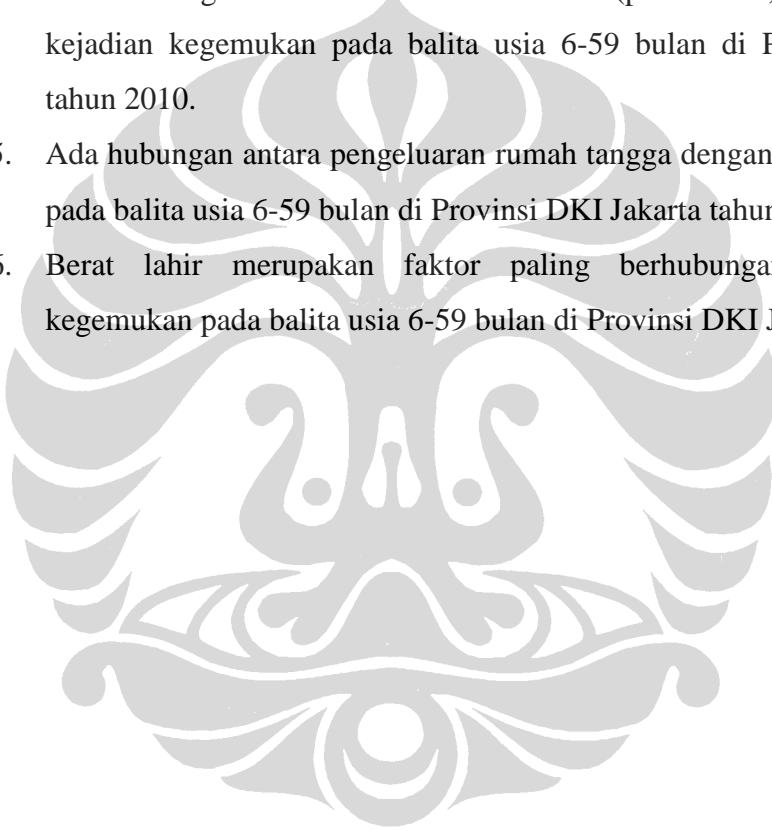 kejadian kegemukan pada balita usia 6-59 bulan di
tahun 2010.
Ada hubungan antara pengeluaran rumah tangga dengan
pada balita usia 6-59 bulan di Provinsi DKI Jakarta tahun
6. Berat lahir merupakan faktor paling
kegemukan pada balita usia 6-59 bulan di Provinsi DKI